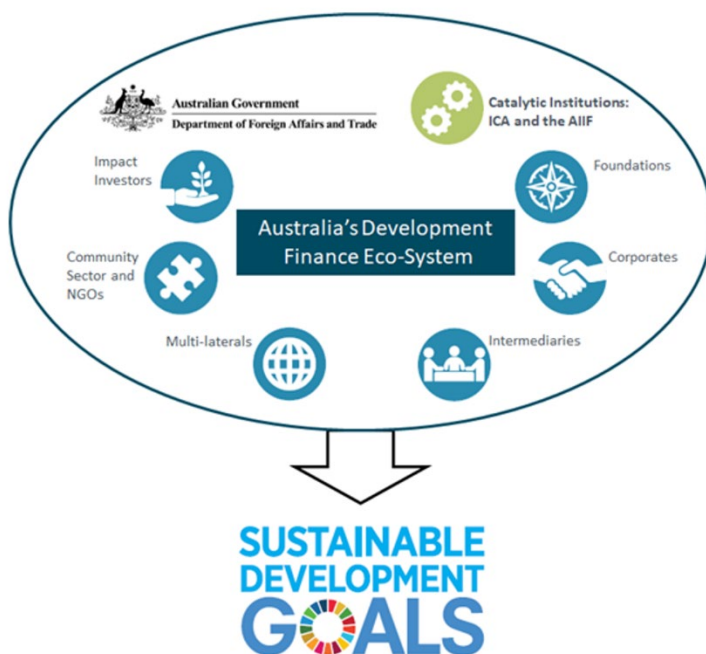 Australian Government
Department of Foreign Affairs and Trade
Catalytic Institutions:
ICA and the AIIF
Impact
Investors
Foundations
Australia's Development
Finance Eco-System
Community
Sector and
NGOs
Corporates
Multi-laterals
Intermediaries
SUSTAINABLE
DEVELOPMENT
GOALS